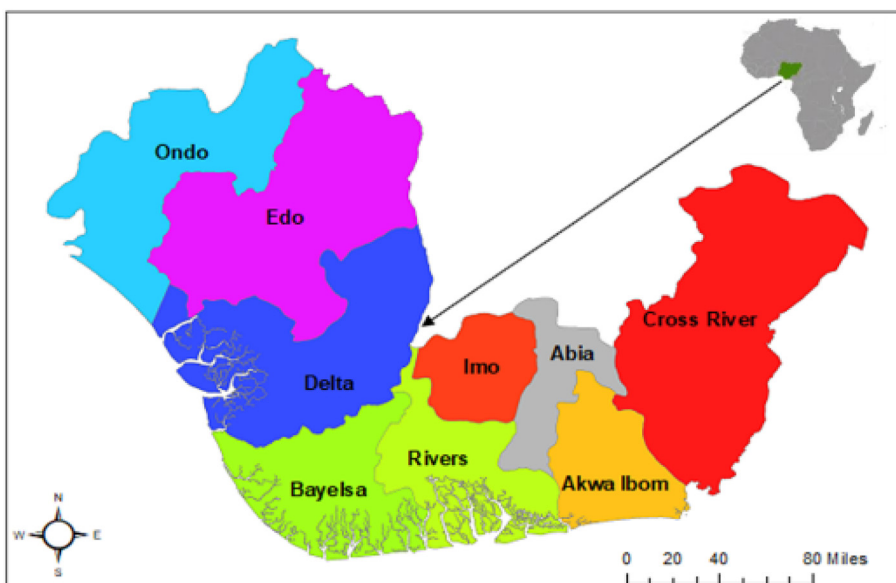 Ondo
Edo
Cross River
Abia
Imo
Delta
Rivers
Akwa Ibom
Bayelsa
N
W E
S
0 20 40 80 Miles